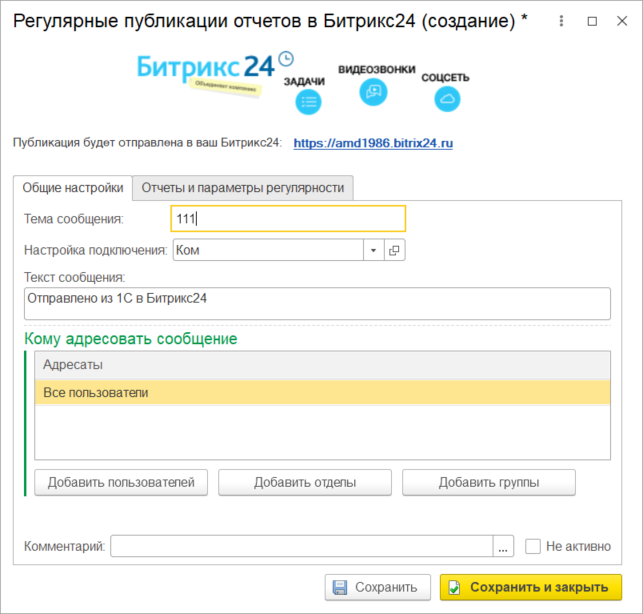 Регулярные публикации отчетов в Битрикс24 (создание) *
Битрикс 24
Объединяет компанию
ЗАДАЧИ
ВИДЕОЗВОНКИ
СОЦСЕТЬ
Публикация будет отправлена в ваш Битрикс24: https://amd1986.bitrix24.ru
Общие настройки Отчеты и параметры регулярности
Тема сообщения: 111
Настройка подключения: Ком
Текст сообщения:
Отправлено из 1С в Битрикс24
Кому адресовать сообщение
Адресаты
Все пользователи
Добавить пользователей Добавить отделы Добавить группы
Комментарий: ... Не активно
Сохранить Сохранить и закрыть